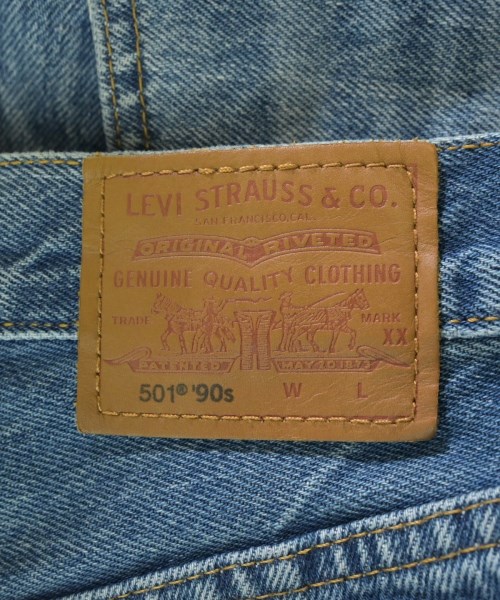 LEVI STRAUSS & CO.
SAN FRANCISCO, CAL.
ORIGINAL RIVETED
GENUINE QUALITY CLOTHING
TRADE MARK
XX
PATENTED MAY 20 1873
501® '90s W L